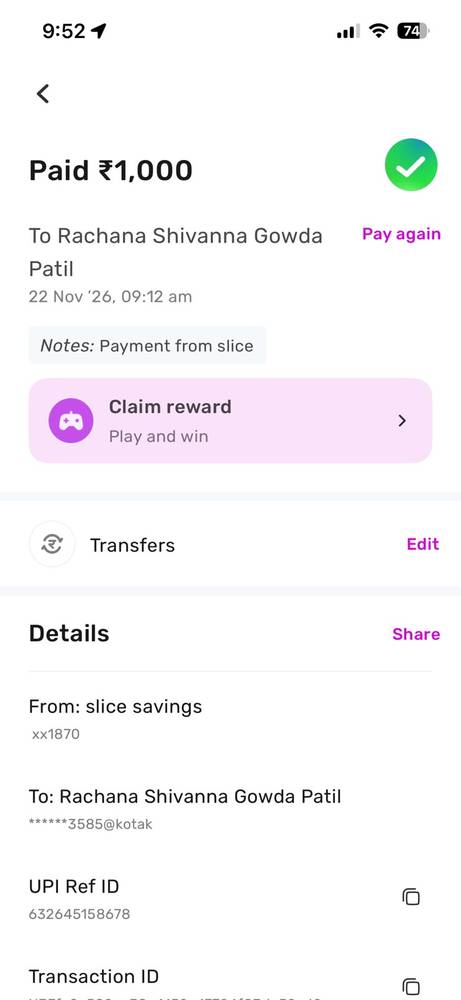 9:52
74
Paid ₹1,000
To Rachana Shivanna Gowda
Pay again
Patil
22 Nov ’26, 09:12 am
Notes: Payment from slice
Claim reward
Play and win
Transfers
Edit
Details
Share
From: slice savings
xx1870
To: Rachana Shivanna Gowda Patil
******3585@kotak
UPI Ref ID
632645158678
Transaction ID